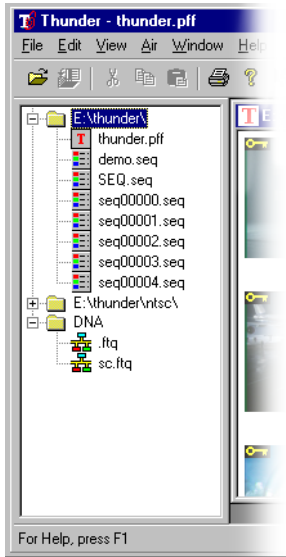 Thunder - thunder.pff
File Edit View Air Window Help
E:\thunder\
T thunder.pff
demo.seq
SEQ.seq
seq00000.seq
seq00001.seq
seq00002.seq
seq00003.seq
seq00004.seq
E:\thunder\ntsc\
DNA
.ftq
sc.ftq
T E
For Help, press F1